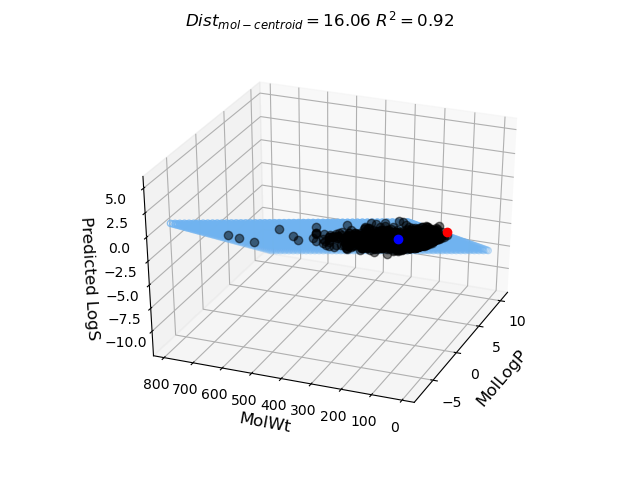 Dist_{mol-centroid} = 16.06 R^2 = 0.92
5.0
2.5
0.0
−2.5
−5.0
−7.5
−10.0
Predicted LogS
800 700 600 500 400 300 200 100 0
MolWt
10
5
0
−5
MolLogP